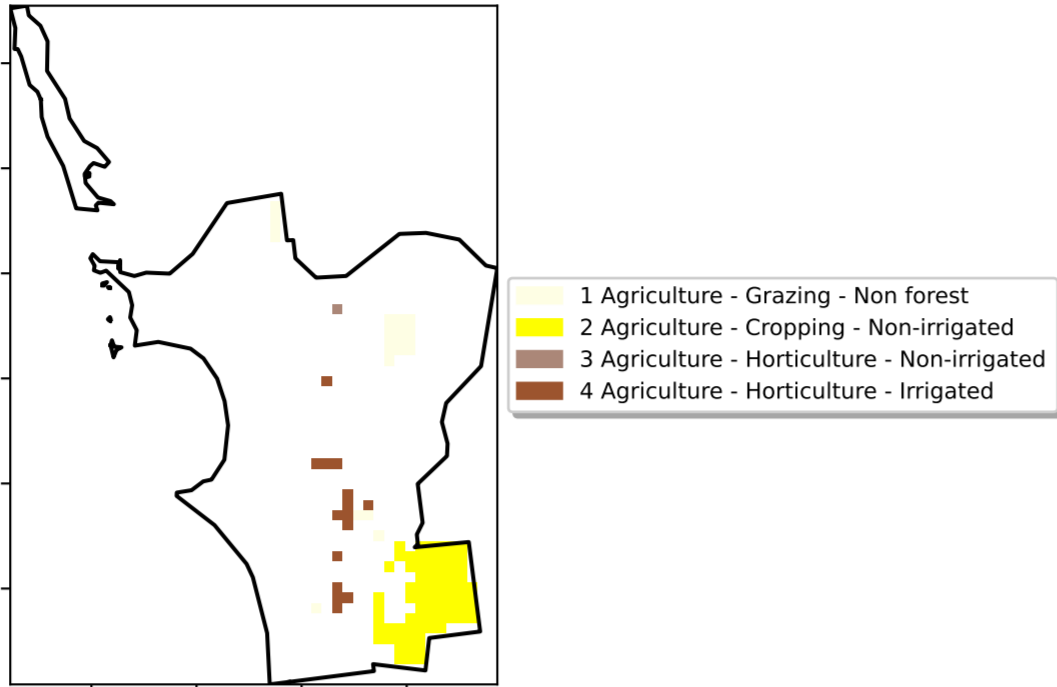 1 Agriculture - Grazing - Non forest
2 Agriculture - Cropping - Non-irrigated
3 Agriculture - Horticulture - Non-irrigated
4 Agriculture - Horticulture - Irrigated